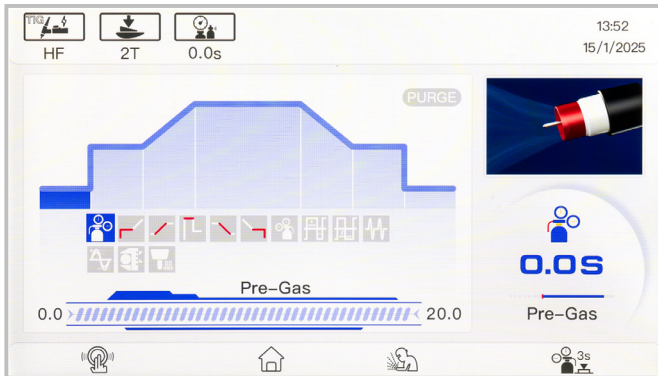 TIG
HF
2T
0.0s
13:52
15/1/2025
PURGE
0.0s
Pre-Gas
Pre-Gas
0.0
20.0
3s